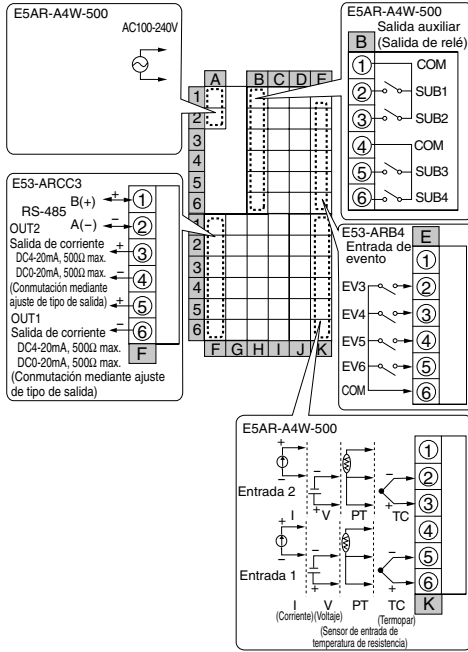 E5AR-A4W-500
AC100-240V
A B C D E
1
2
3
4
5
6
1
2
3
4
5
6
F G H I J K
E5AR-A4W-500
Salida auxiliar
(Salida de relé)
B
1 COM
2 SUB1
3 SUB2
4 COM
5 SUB3
6 SUB4
E53-ARCC3
RS-485
B(+) + 1
A(−) − 2
OUT2
Salida de corriente + 3
DC4-20mA, 500Ω max.
DC0-20mA, 500Ω max. − 4
(Conmutación mediante
ajuste de tipo de salida) + 5
OUT1
Salida de corriente − 6
DC4-20mA, 500Ω max.
DC0-20mA, 500Ω max.
(Conmutación mediante ajuste
de tipo de salida)
F
E53-ARB4
Entrada de
evento
E
1
EV3 2
EV4 3
EV5 4
EV6 5
COM 6
E5AR-A4W-500
Entrada 2
+ − − +
I V PT TC
+ − − +
Entrada 1
1
2
3
4
5
6
K
I V PT TC
(Corriente) (Voltaje) (Termopar)
(Sensor de entrada de
temperatura de resistencia)